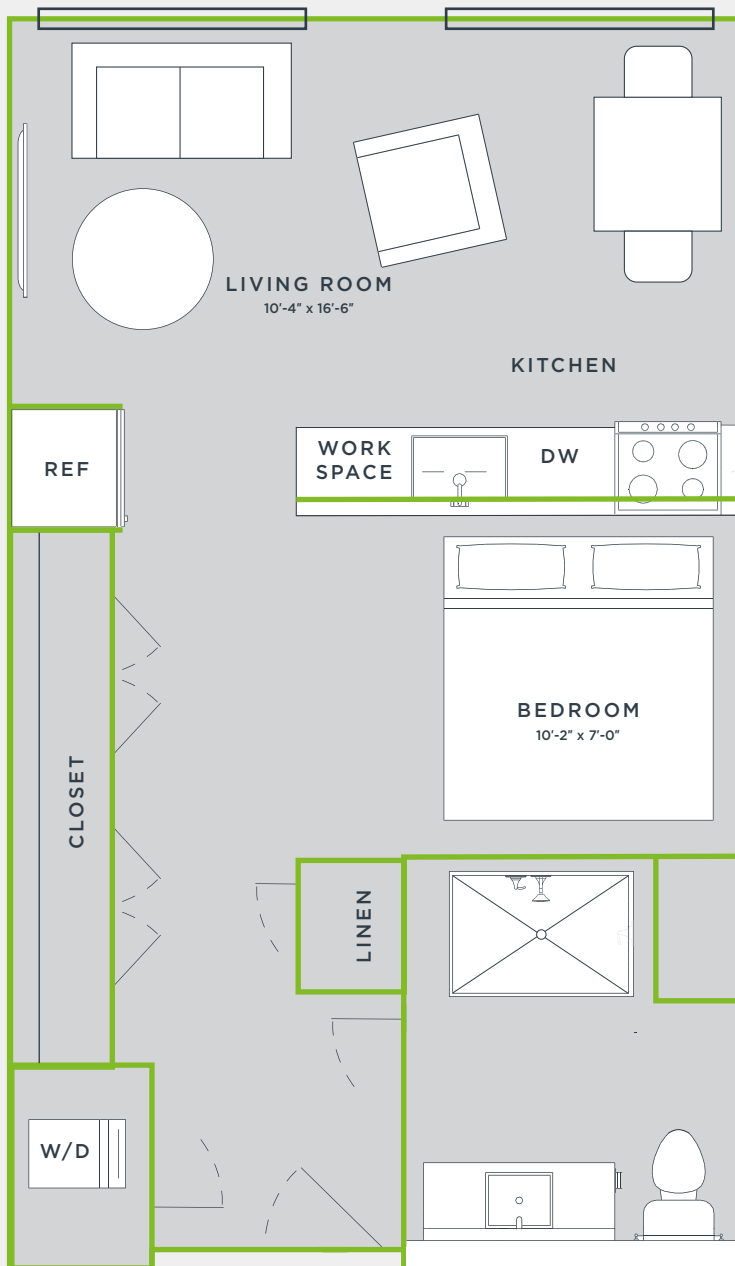 LIVING ROOM
10'-4" x 16'-6"
KITCHEN
REF
WORK
SPACE
DW
BEDROOM
10'-2" x 7'-0"
CLOSET
LINEN
W/D